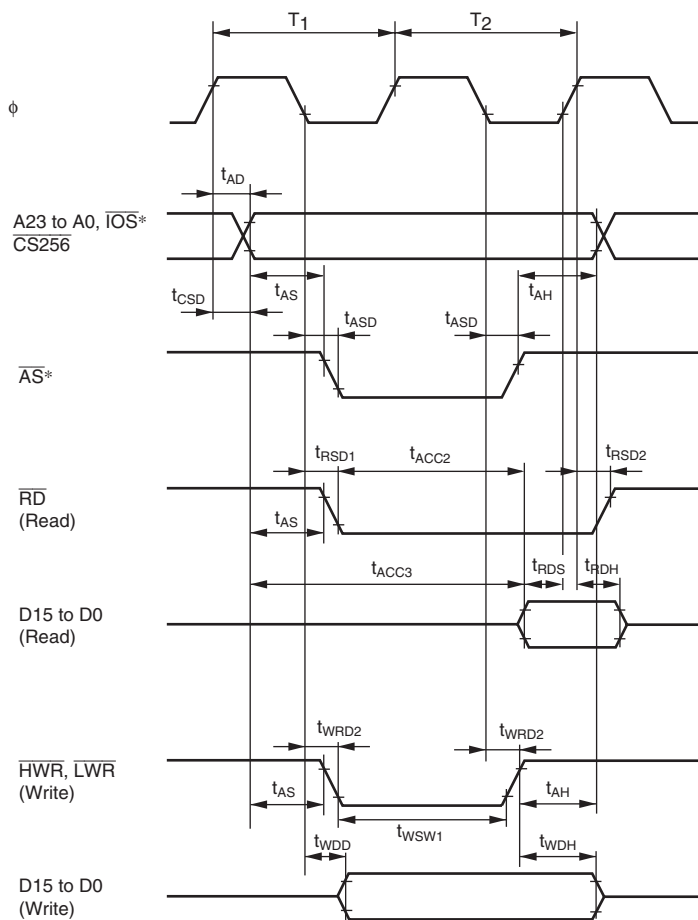 T1 T2
φ
tAD
A23 to A0, IOS*
CS256
tAS tAH
tCSD
tASD tASD
AS*
tRSD1 tACC2 tRSD2
RD
(Read)
tAS
tACC3 tRDS tRDH
D15 to D0
(Read)
tWRD2 tWRD2
HWR, LWR
(Write)
tAS tAH
tWSW1
tWDD tWDH
D15 to D0
(Write)